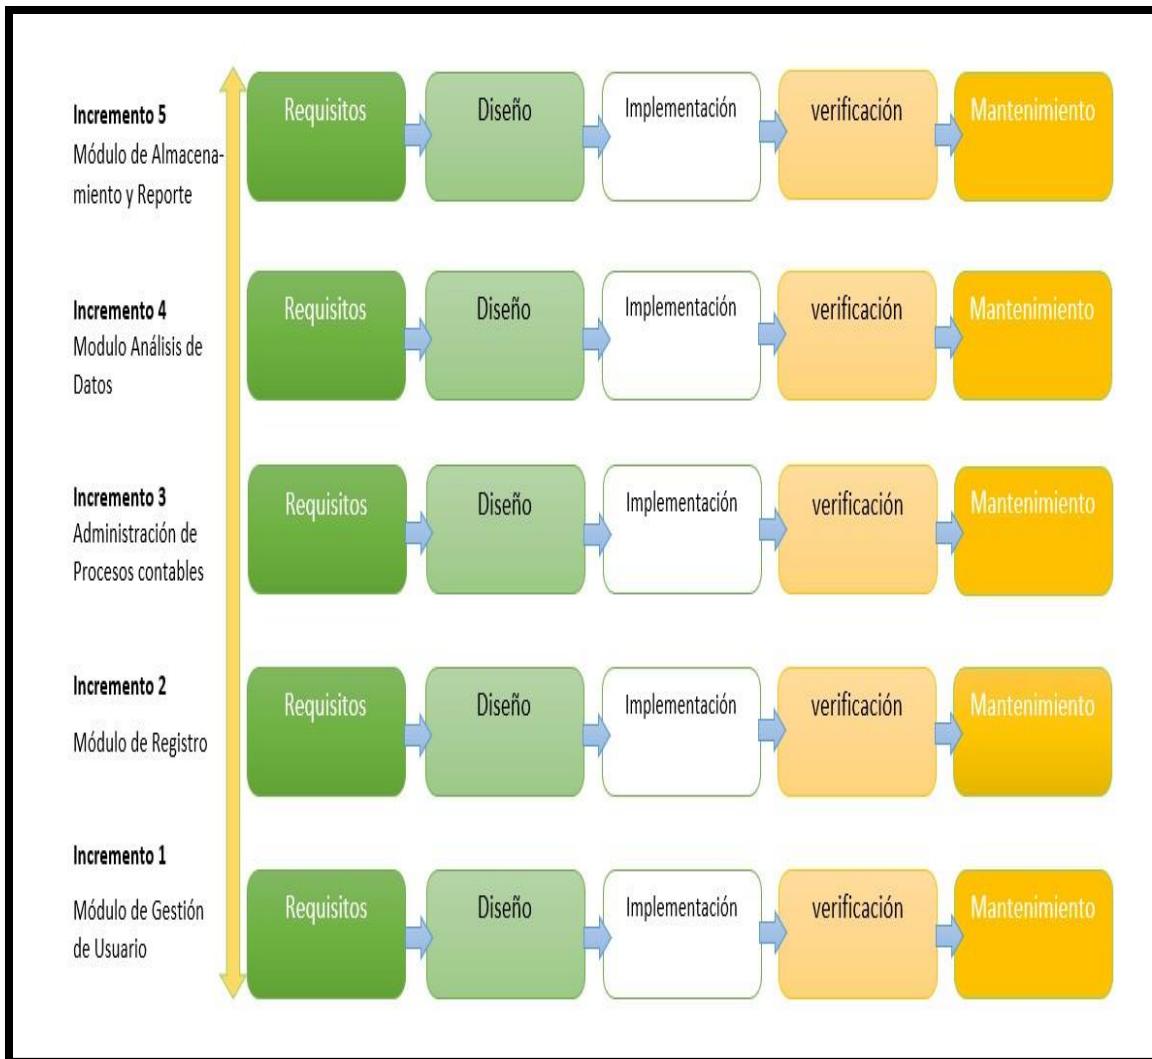 Incremento 5
Módulo de Almacena-
miento y Reporte
Requisitos
Diseño
Implementación
verificación
Mantenimiento
Incremento 4
Modulo Análisis de
Datos
Requisitos
Diseño
Implementación
verificación
Mantenimiento
Incremento 3
Administración de
Procesos contables
Requisitos
Diseño
Implementación
verificación
Mantenimiento
Incremento 2
Módulo de Registro
Requisitos
Diseño
Implementación
verificación
Mantenimiento
Incremento 1
Módulo de Gestión
de Usuario
Requisitos
Diseño
Implementación
verificación
Mantenimiento